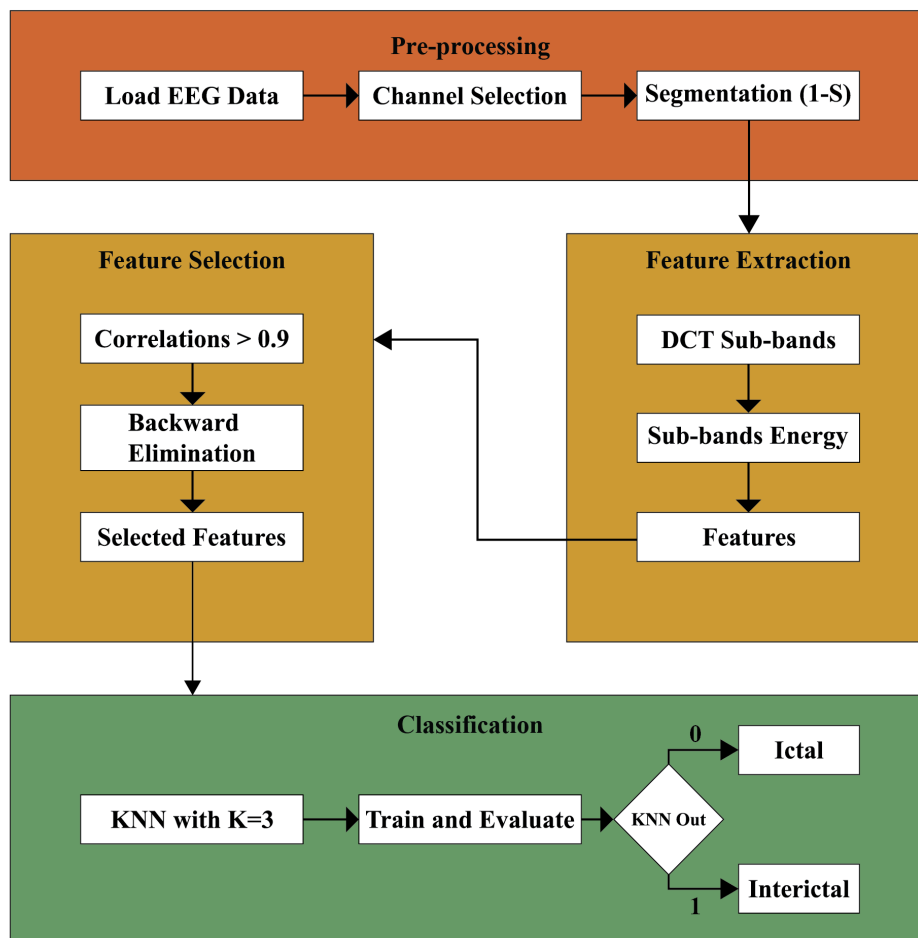 Pre-processing
Load EEG Data
Channel Selection
Segmentation (1-S)
Feature Extraction
DCT Sub-bands
Sub-bands Energy
Features
Feature Selection
Correlations > 0.9
Backward
Elimination
Selected Features
Classification
KNN with K=3
Train and Evaluate
KNN Out
0
Ictal
1
Interictal